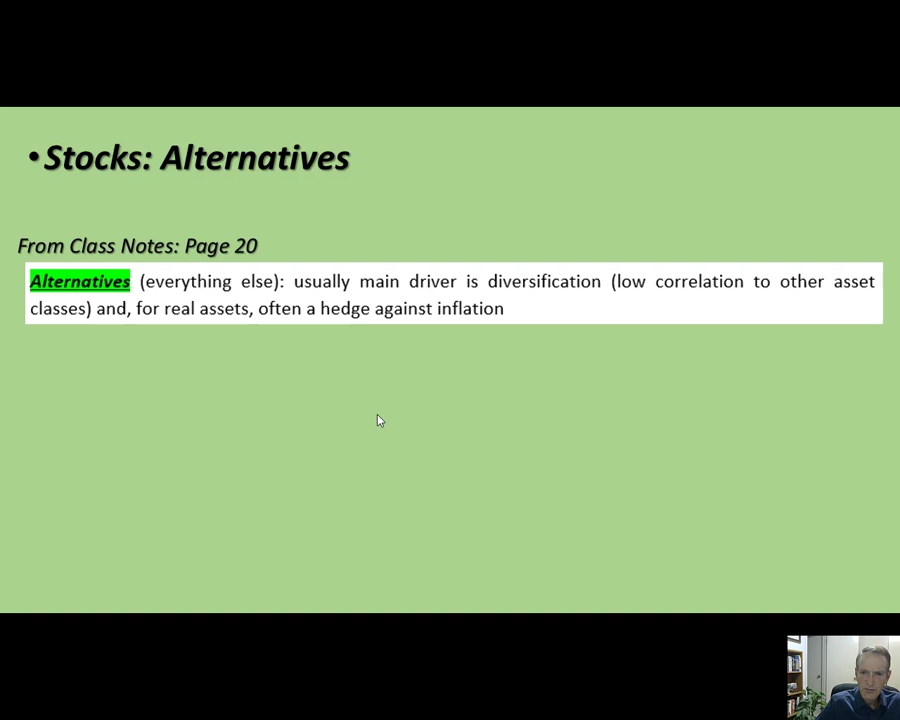 • Stocks: Alternatives
From Class Notes: Page 20
Alternatives (everything else): usually main driver is diversification (low correlation to other asset
classes) and, for real assets, often a hedge against inflation